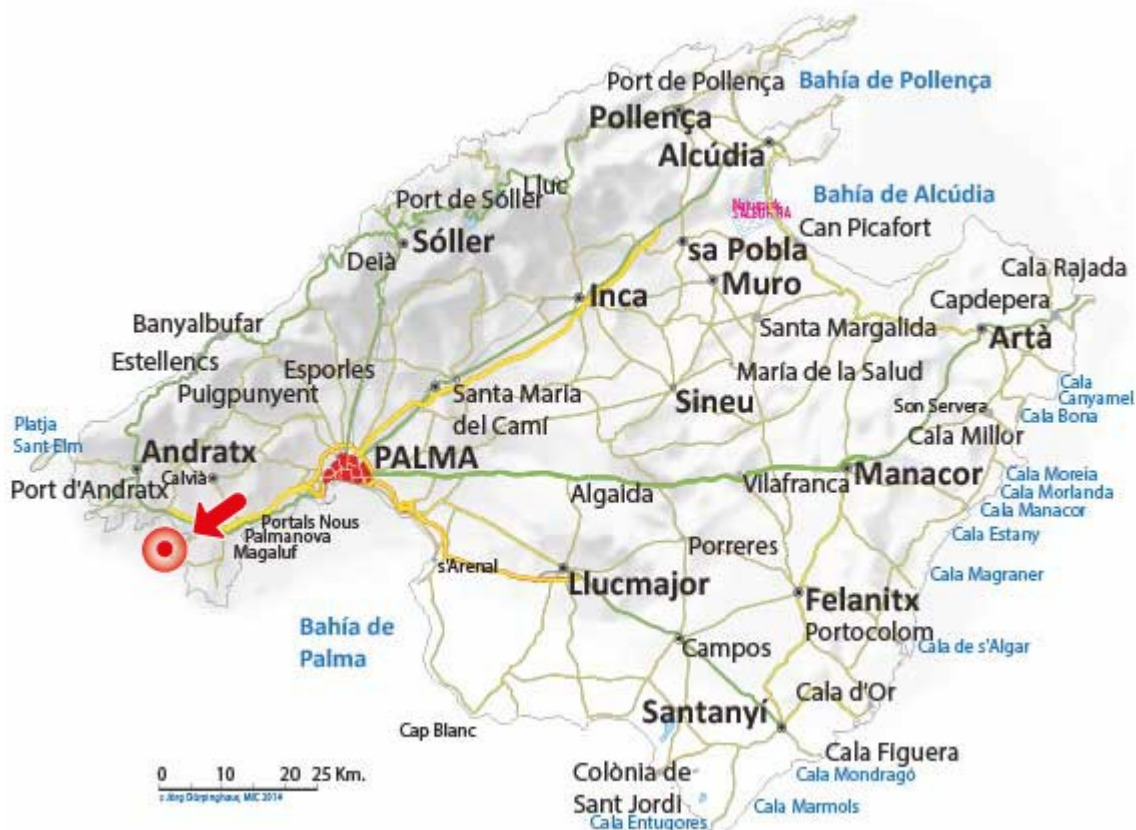 Port de Pollença
Bahía de Pollença
Pollença
Alcúdia
Lluc
Port de Sóller
Bahía de Alcúdia
Can Picafort
Sóller
sa Pobla
Deià
Cala Rajada
Muro
Inca
Capdepera
Banyalbufar
Santa Margalida
Artà
Estellencs
Esporles
María de la Salud
Puigpunyent
Santa Maria
del Camí
Sineu
Cala
Canyamel
Son Servera
Cala Bona
Platja
Sant Elm
Cala Millor
Andratx
PALMA
Calvià
Manacor
Cala Moreia
Port d'Andratx
Algaida
Vilafranca
Cala Morlanda
Cala Manacor
Portals Nous
Palmanova
Magaluf
Cala Estany
Porreres
s'Arenal
Cala Magraner
Llucmajor
Felanitx
Portocolom
Bahía de
Palma
Cala de s'Algar
Campos
Cala d'Or
Santanyí
Cap Blanc
Cala Figuera
0 10 20 25 Km.
Colònia de
Sant Jordi
Cala Mondragó
Cala Marmols
Cala Entugores